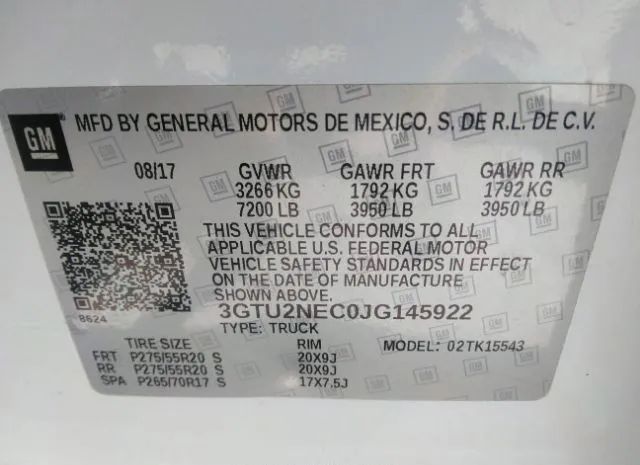 GM MFD BY GENERAL MOTORS DE MEXICO, S. DE R.L. DE C.V.
08/17 GVWR GAWR FRT GAWR RR
3266 KG 1792 KG 1792 KG
7200 LB 3950 LB 3950 LB
THIS VEHICLE CONFORMS TO ALL
APPLICABLE U.S. FEDERAL MOTOR
VEHICLE SAFETY STANDARDS IN EFFECT
ON THE DATE OF MANUFACTURE
SHOWN ABOVE.
8624 3GTU2NEC0JG145922
TYPE: TRUCK
TIRE SIZE RIM MODEL: 02TK15543
FRT P275/55R20 S 20X9J
RR P275/55R20 S 20X9J
SPA P265/70R17 S 17X7.5J